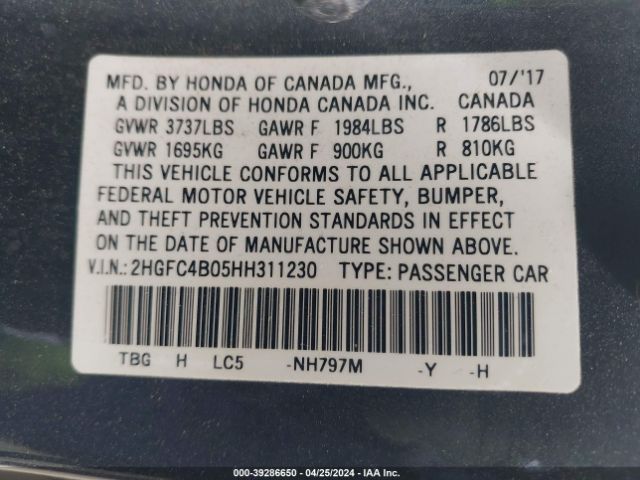 MFD. BY HONDA OF CANADA MFG., 07/'17
A DIVISION OF HONDA CANADA INC. CANADA
GVWR 3737LBS GAWR F 1984LBS R 1786LBS
GVWR 1695KG GAWR F 900KG R 810KG
THIS VEHICLE CONFORMS TO ALL APPLICABLE
FEDERAL MOTOR VEHICLE SAFETY, BUMPER,
AND THEFT PREVENTION STANDARDS IN EFFECT
ON THE DATE OF MANUFACTURE SHOWN ABOVE.
V.I.N.: 2HGFC4B05HH311230 TYPE: PASSENGER CAR
TBG H LC5 -NH797M -Y -H
000-39286650 - 04/25/2024 - IAA Inc.